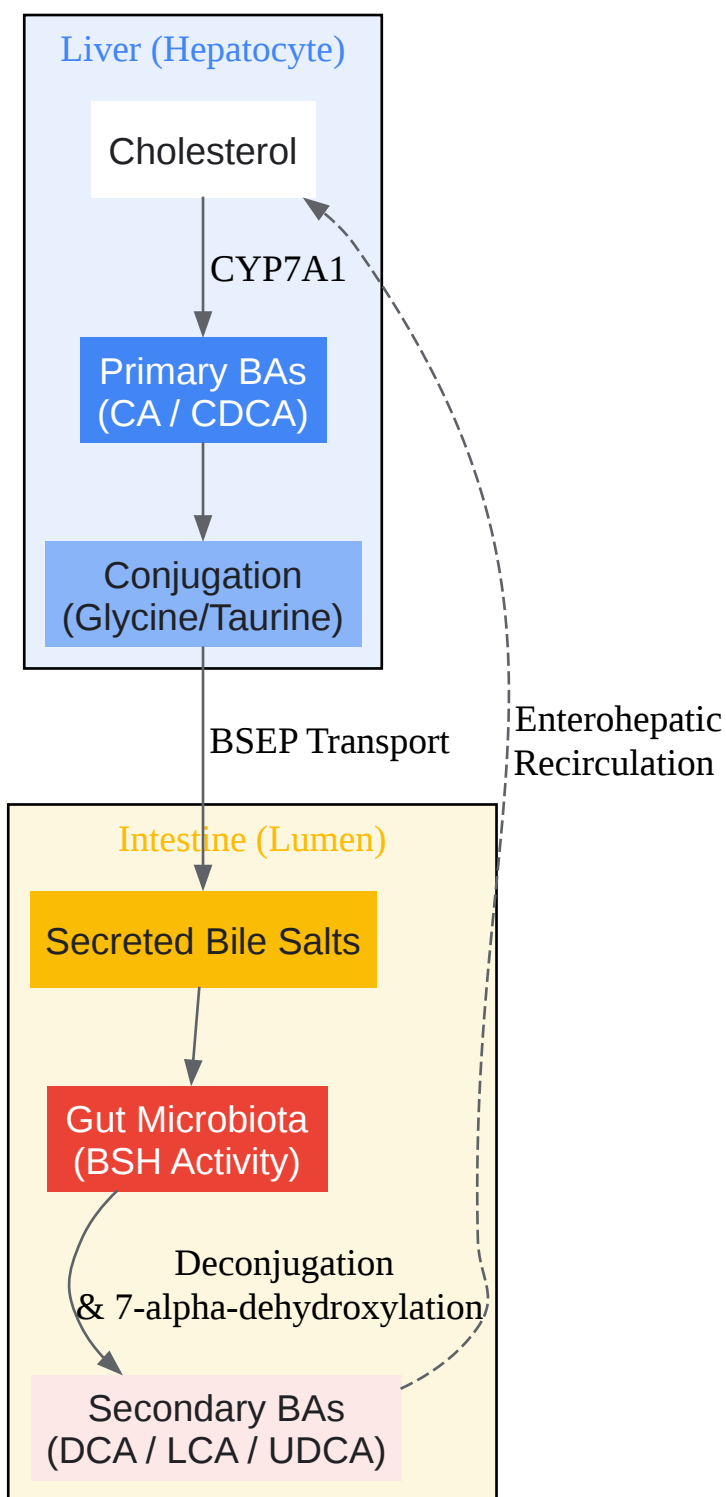 Liver (Hepatocyte)
Cholesterol
CYP7A1
Primary BAs
(CA / CDCA)
Conjugation
(Glycine/Taurine)
Enterohepatic
Recirculation
BSEP Transport
Intestine (Lumen)
Secreted Bile Salts
Gut Microbiota
(BSH Activity)
Deconjugation
& 7-alpha-dehydroxylation
Secondary BAs
(DCA / LCA / UDCA)